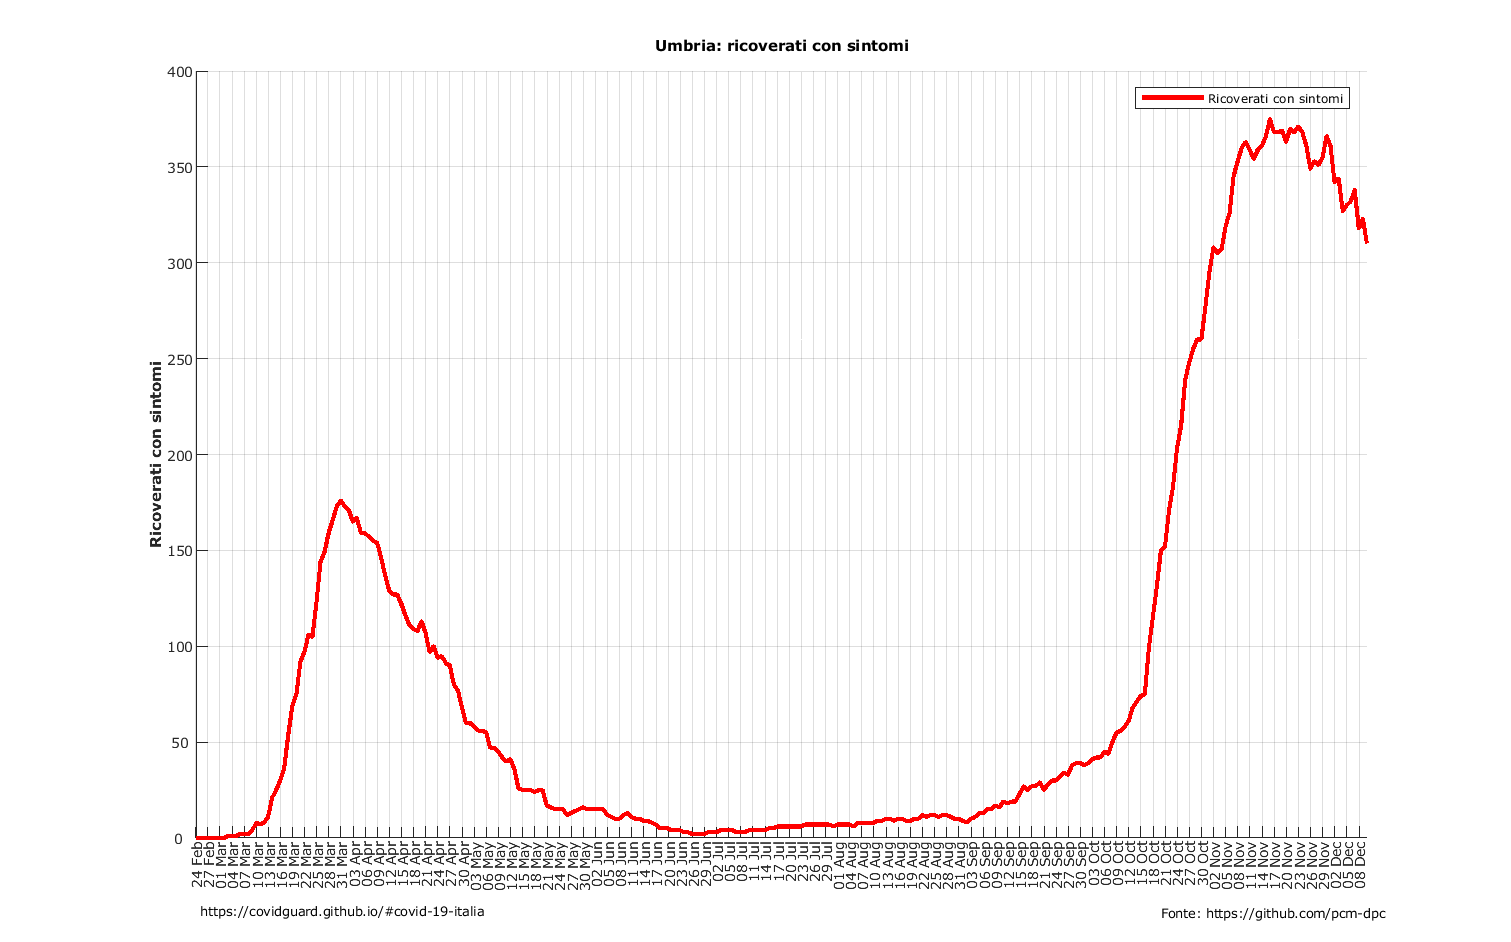 Umbria: ricoverati con sintomi
Ricoverati con sintomi
Ricoverati con sintomi
400
350
300
250
200
150
100
50
0
24 Feb
27 Feb
01 Mar
04 Mar
07 Mar
10 Mar
13 Mar
16 Mar
19 Mar
22 Mar
25 Mar
28 Mar
31 Mar
03 Apr
06 Apr
09 Apr
12 Apr
15 Apr
18 Apr
21 Apr
24 Apr
27 Apr
30 Apr
03 May
06 May
09 May
12 May
15 May
18 May
21 May
24 May
27 May
30 May
02 Jun
05 Jun
08 Jun
11 Jun
14 Jun
17 Jun
20 Jun
23 Jun
26 Jun
29 Jun
02 Jul
05 Jul
08 Jul
11 Jul
14 Jul
17 Jul
20 Jul
23 Jul
26 Jul
29 Jul
01 Aug
04 Aug
07 Aug
10 Aug
13 Aug
16 Aug
19 Aug
22 Aug
25 Aug
28 Aug
31 Aug
03 Sep
06 Sep
09 Sep
12 Sep
15 Sep
18 Sep
21 Sep
24 Sep
27 Sep
30 Sep
03 Oct
06 Oct
09 Oct
12 Oct
15 Oct
18 Oct
21 Oct
24 Oct
27 Oct
30 Oct
02 Nov
05 Nov
08 Nov
11 Nov
14 Nov
17 Nov
20 Nov
23 Nov
26 Nov
29 Nov
02 Dec
05 Dec
08 Dec
https://covidguard.github.io/#covid-19-italia
Fonte: https://github.com/pcm-dpc